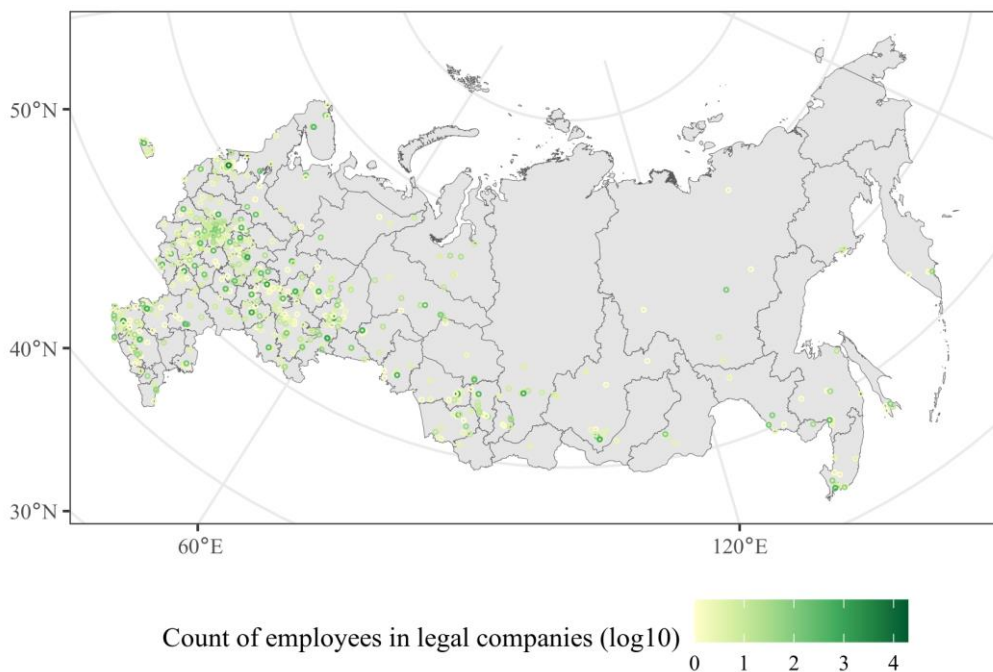 50°N
40°N
30°N
60°E
120°E
Count of employees in legal companies (log10)
0 1 2 3 4